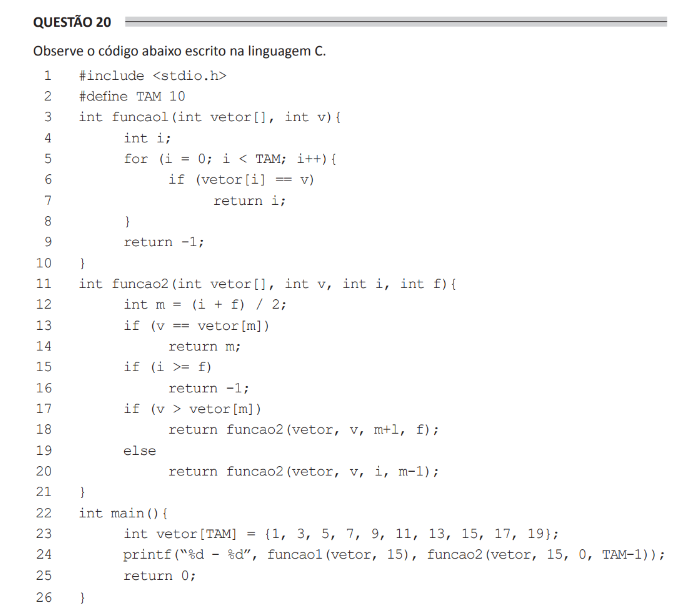 QUESTÃO 20
Observe o código abaixo escrito na linguagem C.
1 #include <stdio.h>
2 #define TAM 10
3 int funcao1(int vetor[], int v){
4 int i;
5 for (i = 0; i < TAM; i++){
6 if (vetor[i] == v)
7 return i;
8 }
9 return -1;
10 }
11 int funcao2(int vetor[], int v, int i, int f){
12 int m = (i + f) / 2;
13 if (v == vetor[m])
14 return m;
15 if (i >= f)
16 return -1;
17 if (v > vetor[m])
18 return funcao2(vetor, v, m+1, f);
19 else
20 return funcao2(vetor, v, i, m-1);
21 }
22 int main(){
23 int vetor[TAM] = {1, 3, 5, 7, 9, 11, 13, 15, 17, 19};
24 printf(“%d - %d”, funcao1(vetor, 15), funcao2(vetor, 15, 0, TAM-1));
25 return 0;
26 }